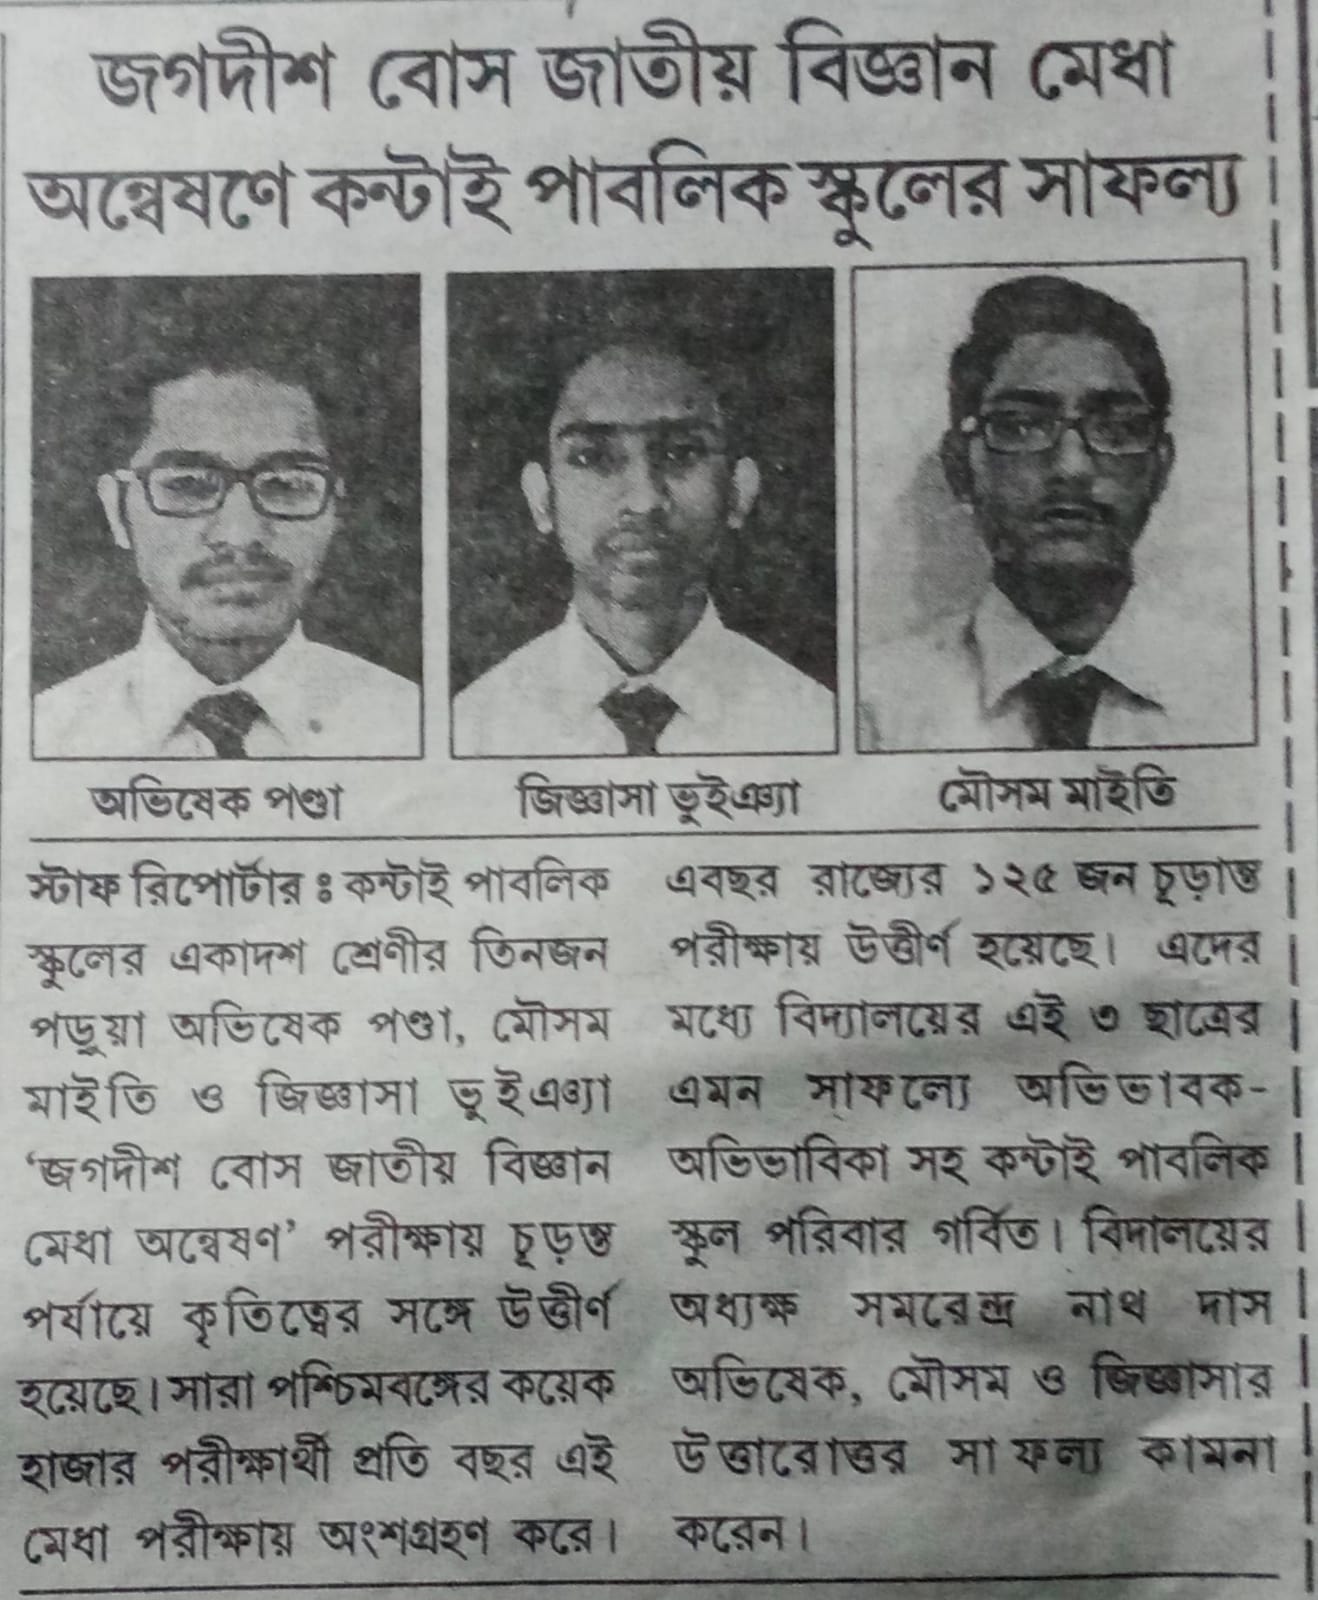 জগদীশ বোস জাতীয় বিজ্ঞান মেধা
অন্বেষণে কন্টাই পাবলিক স্কুলের সাফল্য
অভিষেক পণ্ডা
জিজ্ঞাসা ভুইঞ্যা
মৌসম মাইতি
স্টাফ রিপোর্টার ঃ কন্টাই পাবলিক
স্কুলের একাদশ শ্রেণীর তিনজন
পড়ুয়া অভিষেক পণ্ডা, মৌসম
মাইতি ও জিজ্ঞাসা ভুইঞ্যা
‘জগদীশ বোস জাতীয় বিজ্ঞান
মেধা অন্বেষণ’ পরীক্ষায় চূড়ন্ত
পর্যায়ে কৃতিত্বের সঙ্গে উত্তীর্ণ
হয়েছে। সারা পশ্চিমবঙ্গের কয়েক
হাজার পরীক্ষার্থী প্রতি বছর এই
মেধা পরীক্ষায় অংশগ্রহণ করে।
এবছর রাজ্যের ১২৫ জন চূড়ান্ত
পরীক্ষায় উত্তীর্ণ হয়েছে। এদের
মধ্যে বিদ্যালয়ের এই ৩ ছাত্রের
এমন সাফল্যে অভিভাবক-
অভিভাবিকা সহ কন্টাই পাবলিক
স্কুল পরিবার গর্বিত। বিদালয়ের
অধ্যক্ষ সমরেন্দ্র নাথ দাস
অভিষেক, মৌসম ও জিজ্ঞাসার
উত্তারোত্তর সাফল্য কামনা
করেন।